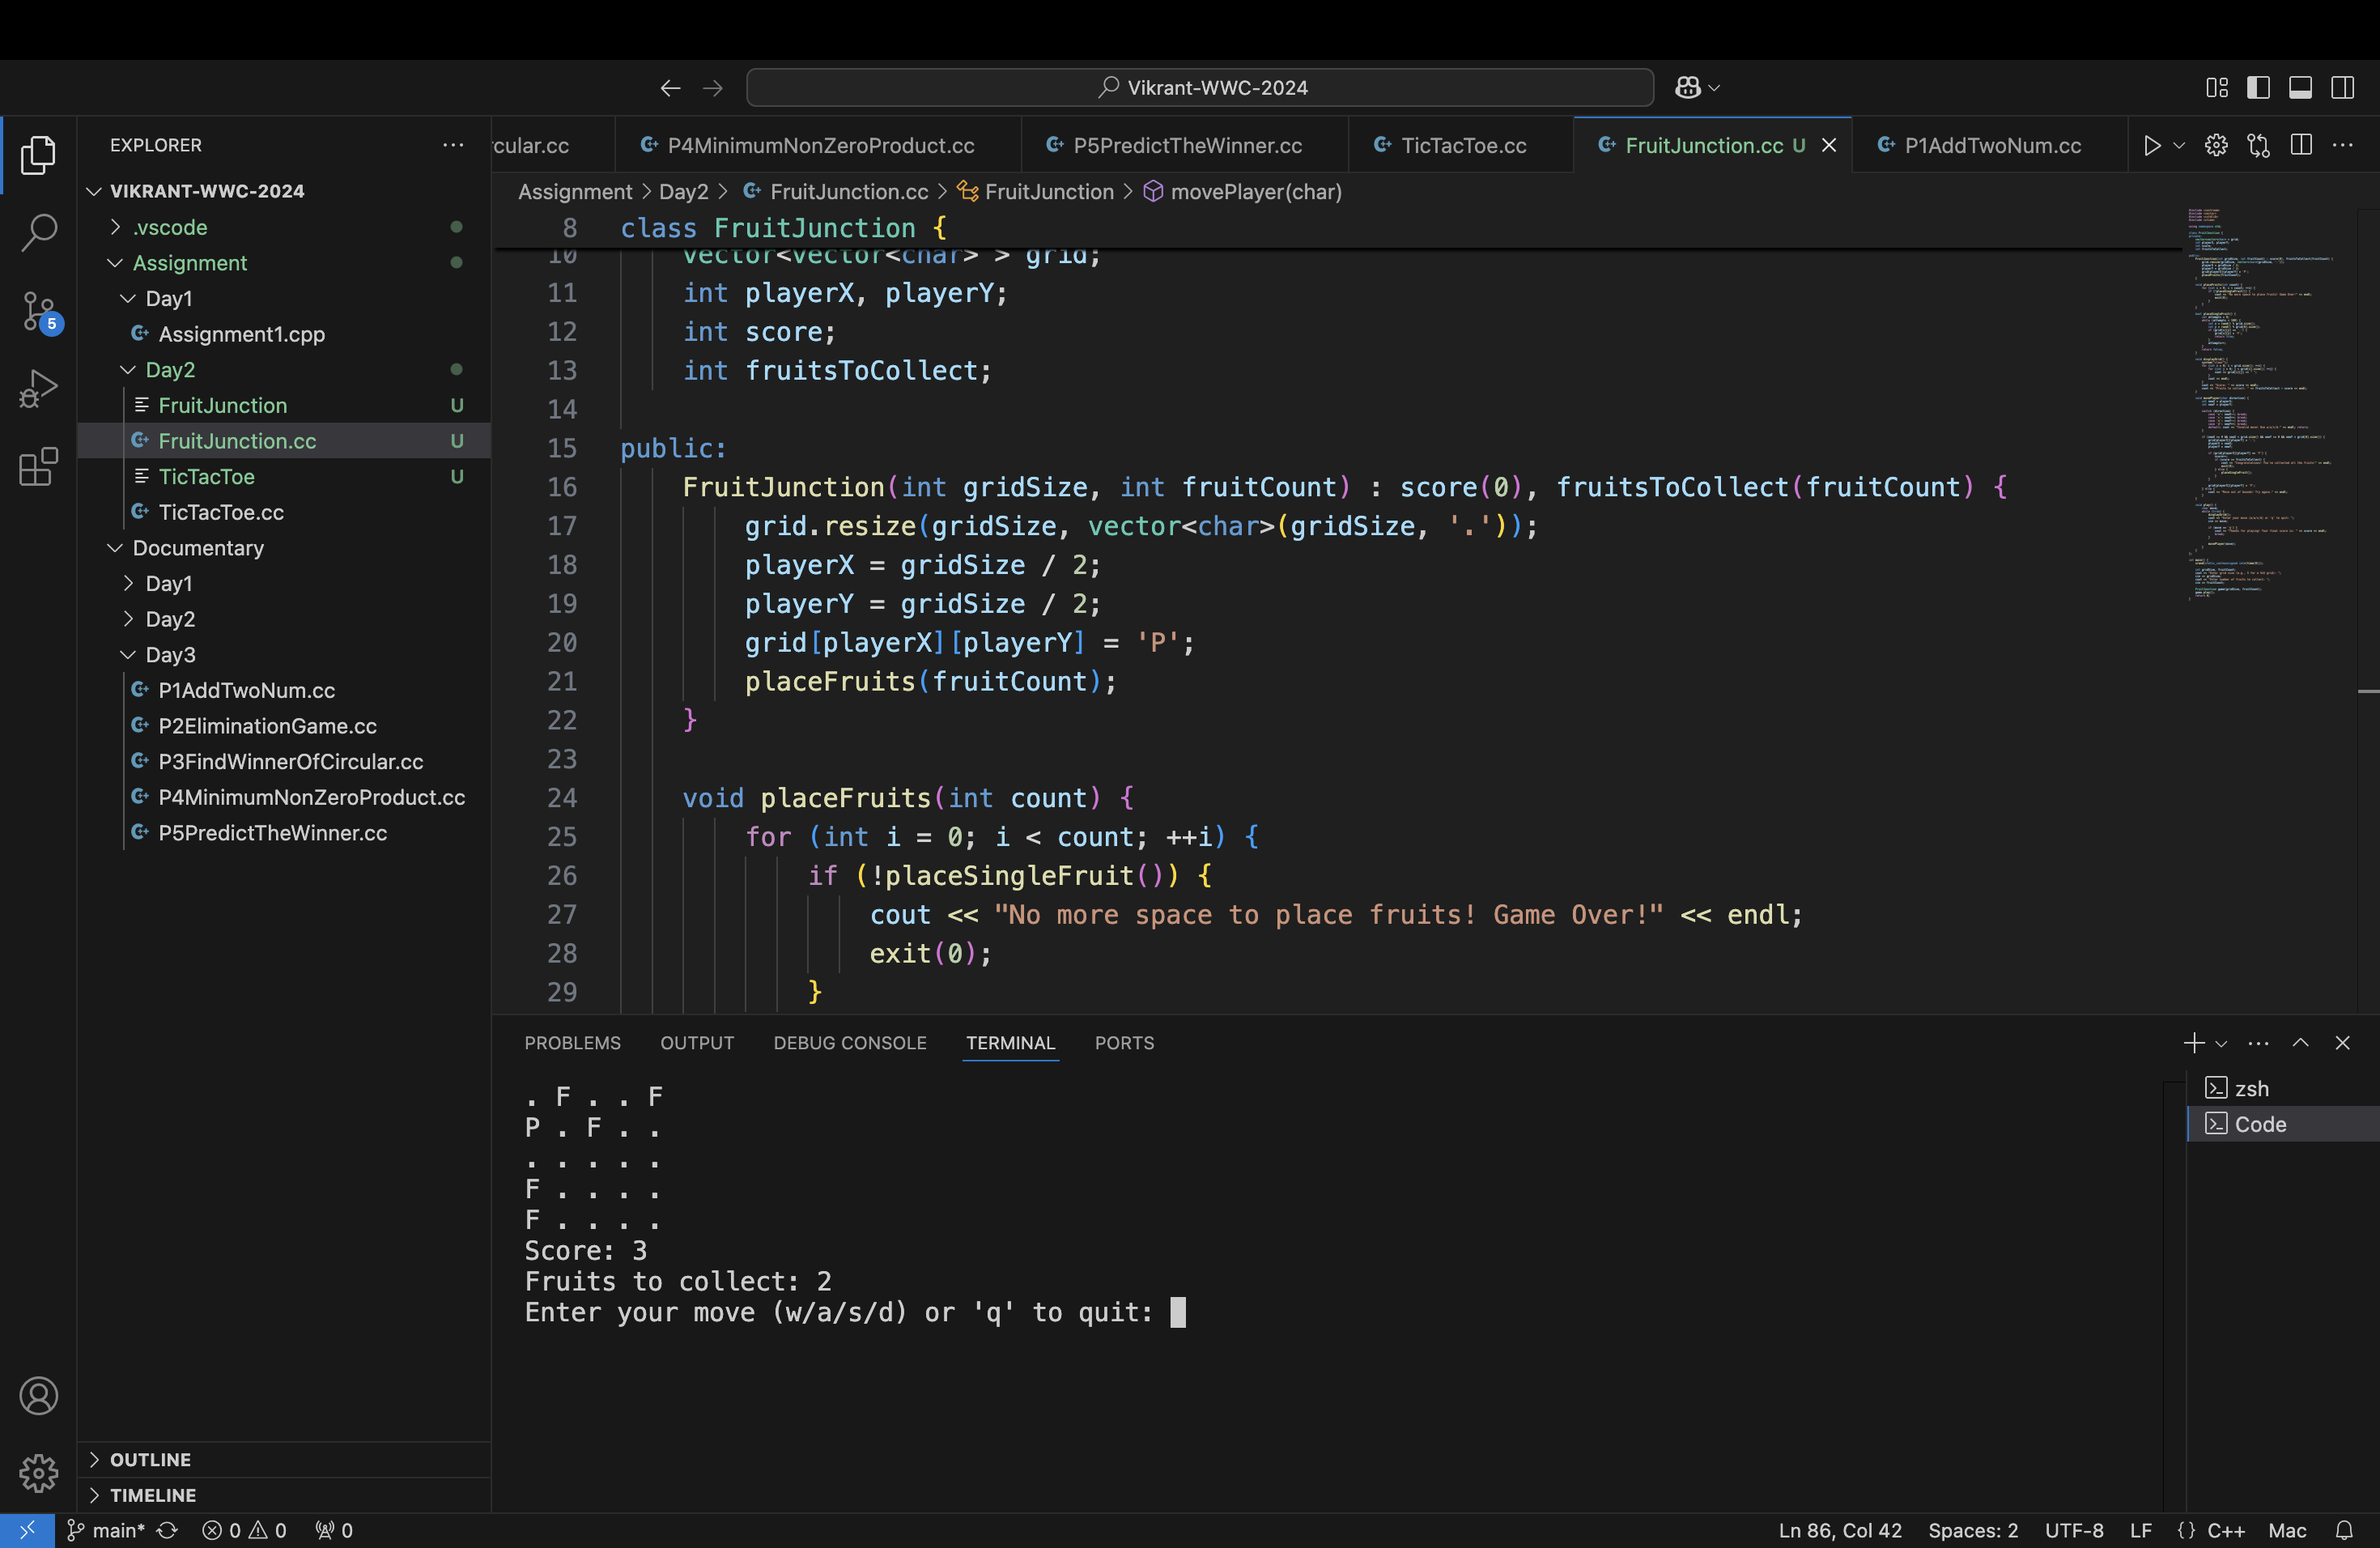 Vikrant-WWC-2024
EXPLORER
VIKRANT-WWC-2024
.vscode
Assignment
Day1
Assignment1.cpp
Day2
FruitJunction U
FruitJunction.cc U
TicTacToe U
TicTacToe.cc
Documentary
Day1
Day2
Day3
P1AddTwoNum.cc
P2EliminationGame.cc
P3FindWinnerOfCircular.cc
P4MinimumNonZeroProduct.cc
P5PredictTheWinner.cc
OUTLINE
TIMELINE
5
rcular.cc P4MinimumNonZeroProduct.cc P5PredictTheWinner.cc TicTacToe.cc FruitJunction.cc U P1AddTwoNum.cc
Assignment > Day2 > FruitJunction.cc > FruitJunction > movePlayer(char)
8 class FruitJunction {
10 vector<vector<char> > grid;
11 int playerX, playerY;
12 int score;
13 int fruitsToCollect;
14
15 public:
16 FruitJunction(int gridSize, int fruitCount) : score(0), fruitsToCollect(fruitCount) {
17 grid.resize(gridSize, vector<char>(gridSize, '.'));
18 playerX = gridSize / 2;
19 playerY = gridSize / 2;
20 grid[playerX][playerY] = 'P';
21 placeFruits(fruitCount);
22 }
23
24 void placeFruits(int count) {
25 for (int i = 0; i < count; ++i) {
26 if (!placeSingleFruit()) {
27 cout << "No more space to place fruits! Game Over!" << endl;
28 exit(0);
29 }
PROBLEMS OUTPUT DEBUG CONSOLE TERMINAL PORTS
. F . . F
P . F . .
. . . . .
F . . . .
F . . . .
Score: 3
Fruits to collect: 2
Enter your move (w/a/s/d) or 'q' to quit:
zsh
Code
main* 0 0 0
Ln 86, Col 42 Spaces: 2 UTF-8 LF {} C++ Mac